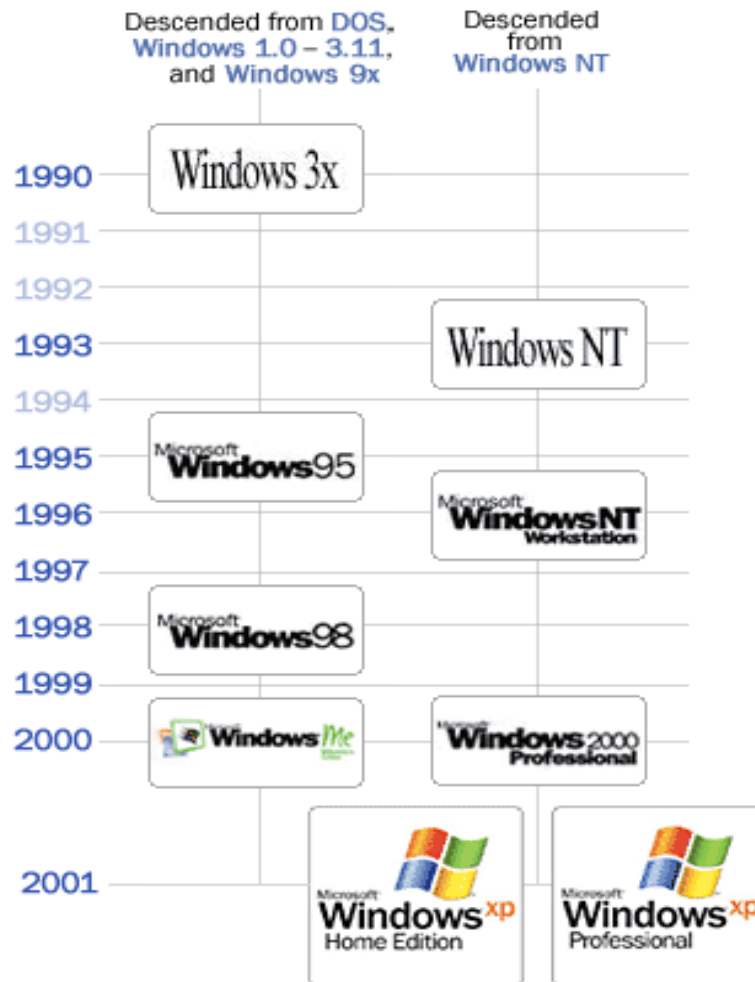 Descended from DOS,
Windows 1.0 – 3.11,
and Windows 9x
Descended
from
Windows NT
1990
Windows 3x
1991
1992
1993
Windows NT
1994
1995
Microsoft
Windows95
1996
Microsoft
WindowsNT
Workstation
1997
1998
Microsoft
Windows98
1999
2000
Windows Me
Microsoft
Windows 2000
Professional
2001
Microsoft
Windows xp
Home Edition
Microsoft
Windows xp
Professional